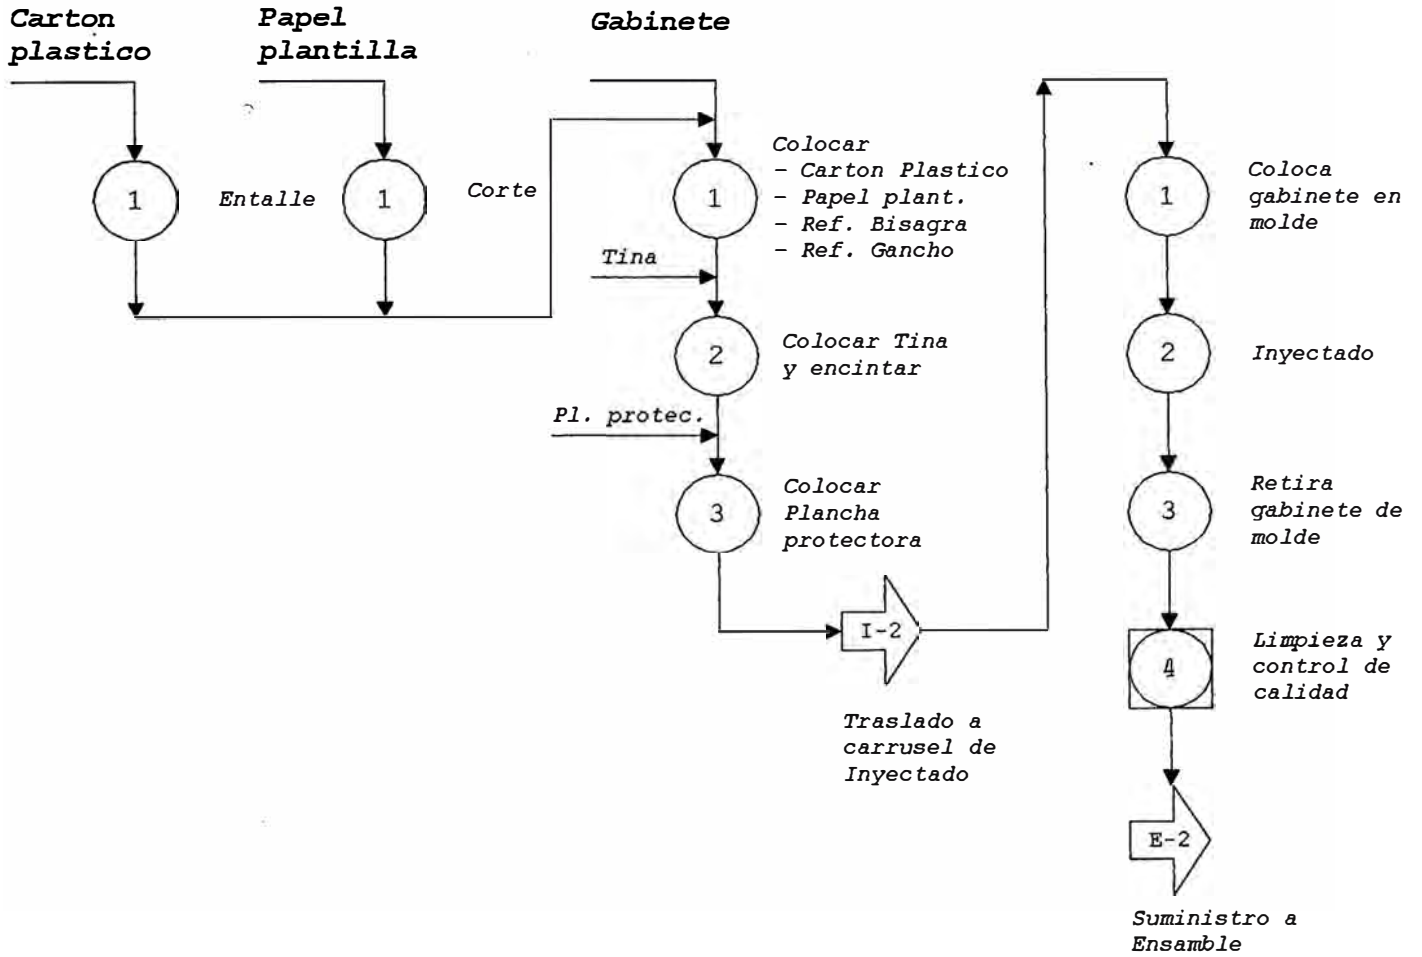 Carton
plastico
Papel
plantilla
Gabinete
1
Entalle
1
Corte
1
Colocar
- Carton Plastico
- Papel plant.
- Ref. Bisagra
- Ref. Gancho
Tina
2
Colocar Tina
y encintar
Pl. protec.
3
Colocar
Plancha
protectora
I-2
Traslado a
carrusel de
Inyectado
1
Coloca
gabinete en
molde
2
Inyectado
3
Retira
gabinete de
molde
4
Limpieza y
control de
calidad
E-2
Suministro a
Ensamble